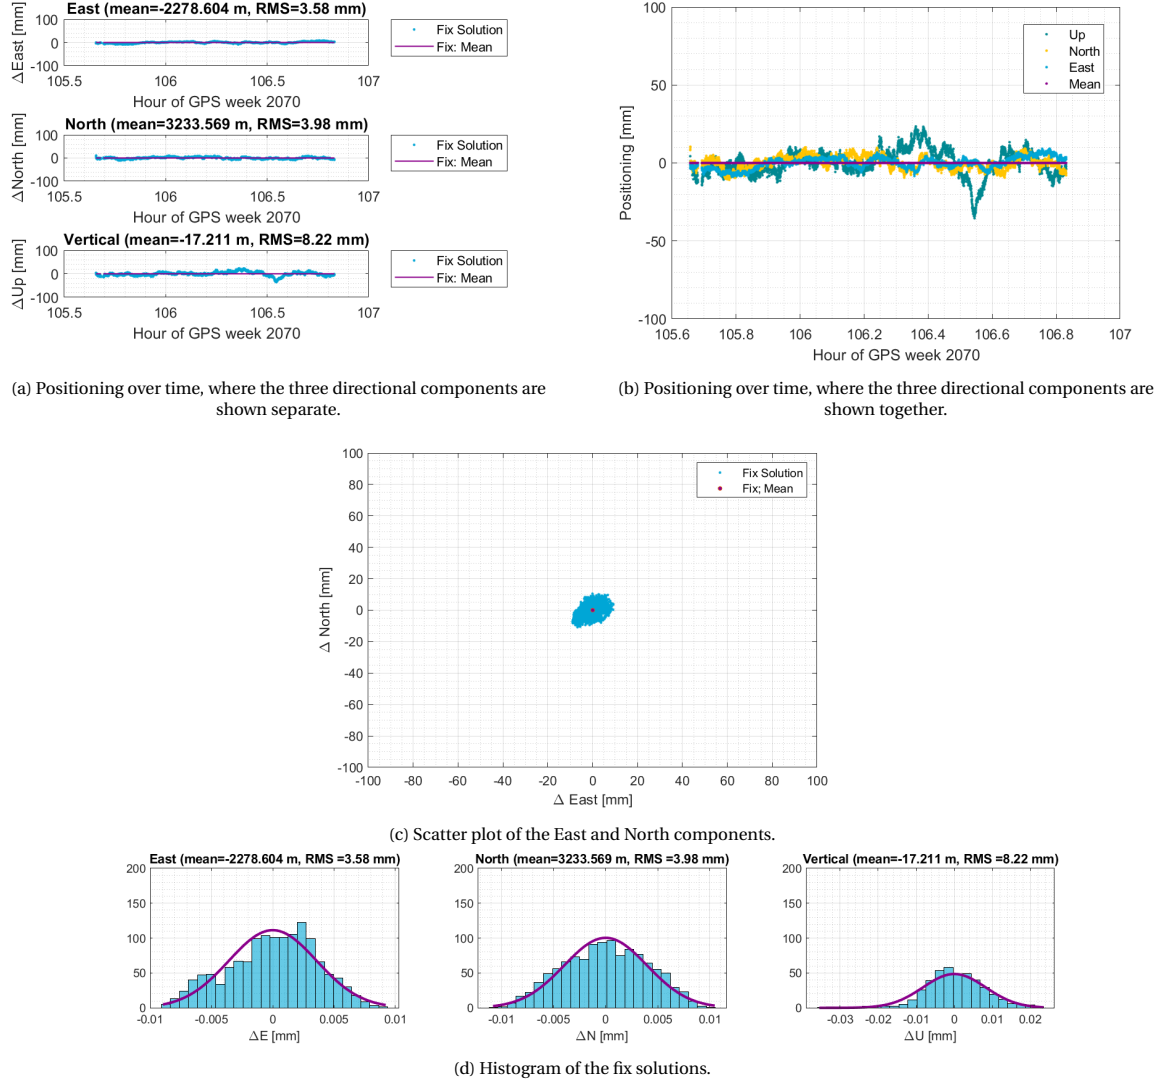 East (mean=-2278.604 m, RMS=3.58 mm)
100
0
-100
ΔEast [mm]
105.5 106 106.5 107
Hour of GPS week 2070
Fix Solution
Fix: Mean
North (mean=3233.569 m, RMS=3.98 mm)
100
0
-100
ΔNorth [mm]
105.5 106 106.5 107
Hour of GPS week 2070
Fix Solution
Fix: Mean
Vertical (mean=-17.211 m, RMS=8.22 mm)
100
0
-100
ΔUp [mm]
105.5 106 106.5 107
Hour of GPS week 2070
Fix Solution
Fix: Mean
(a) Positioning over time, where the three directional components are
shown separate.
100
50
0
-50
-100
Positioning [mm]
105.6 105.8 106 106.2 106.4 106.6 106.8 107
Hour of GPS week 2070
Up
North
East
Mean
(b) Positioning over time, where the three directional components are
shown together.
100
80
60
40
20
0
-20
-40
-60
-80
-100
Δ North [mm]
-100 -80 -60 -40 -20 0 20 40 60 80 100
Δ East [mm]
Fix Solution
Fix; Mean
(c) Scatter plot of the East and North components.
East (mean=-2278.604 m, RMS =3.58 mm)
200
150
100
50
0
-0.01 -0.005 0 0.005 0.01
ΔE [mm]
North (mean=3233.569 m, RMS =3.98 mm)
200
150
100
50
0
-0.01 -0.005 0 0.005 0.01
ΔN [mm]
Vertical (mean=-17.211 m, RMS =8.22 mm)
200
150
100
50
0
-0.03 -0.02 -0.01 0 0.01 0.02
ΔU [mm]
(d) Histogram of the fix solutions.